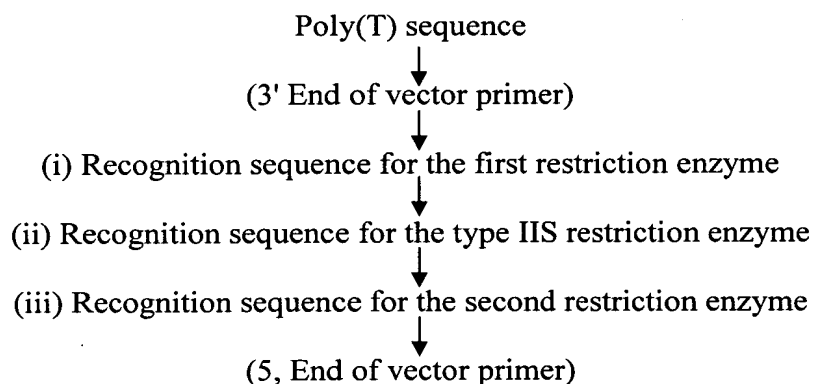 Poly(T) sequence
(3' End of vector primer)
(i) Recognition sequence for the first restriction enzyme
(ii) Recognition sequence for the type IIS restriction enzyme
(iii) Recognition sequence for the second restriction enzyme
(5, End of vector primer)